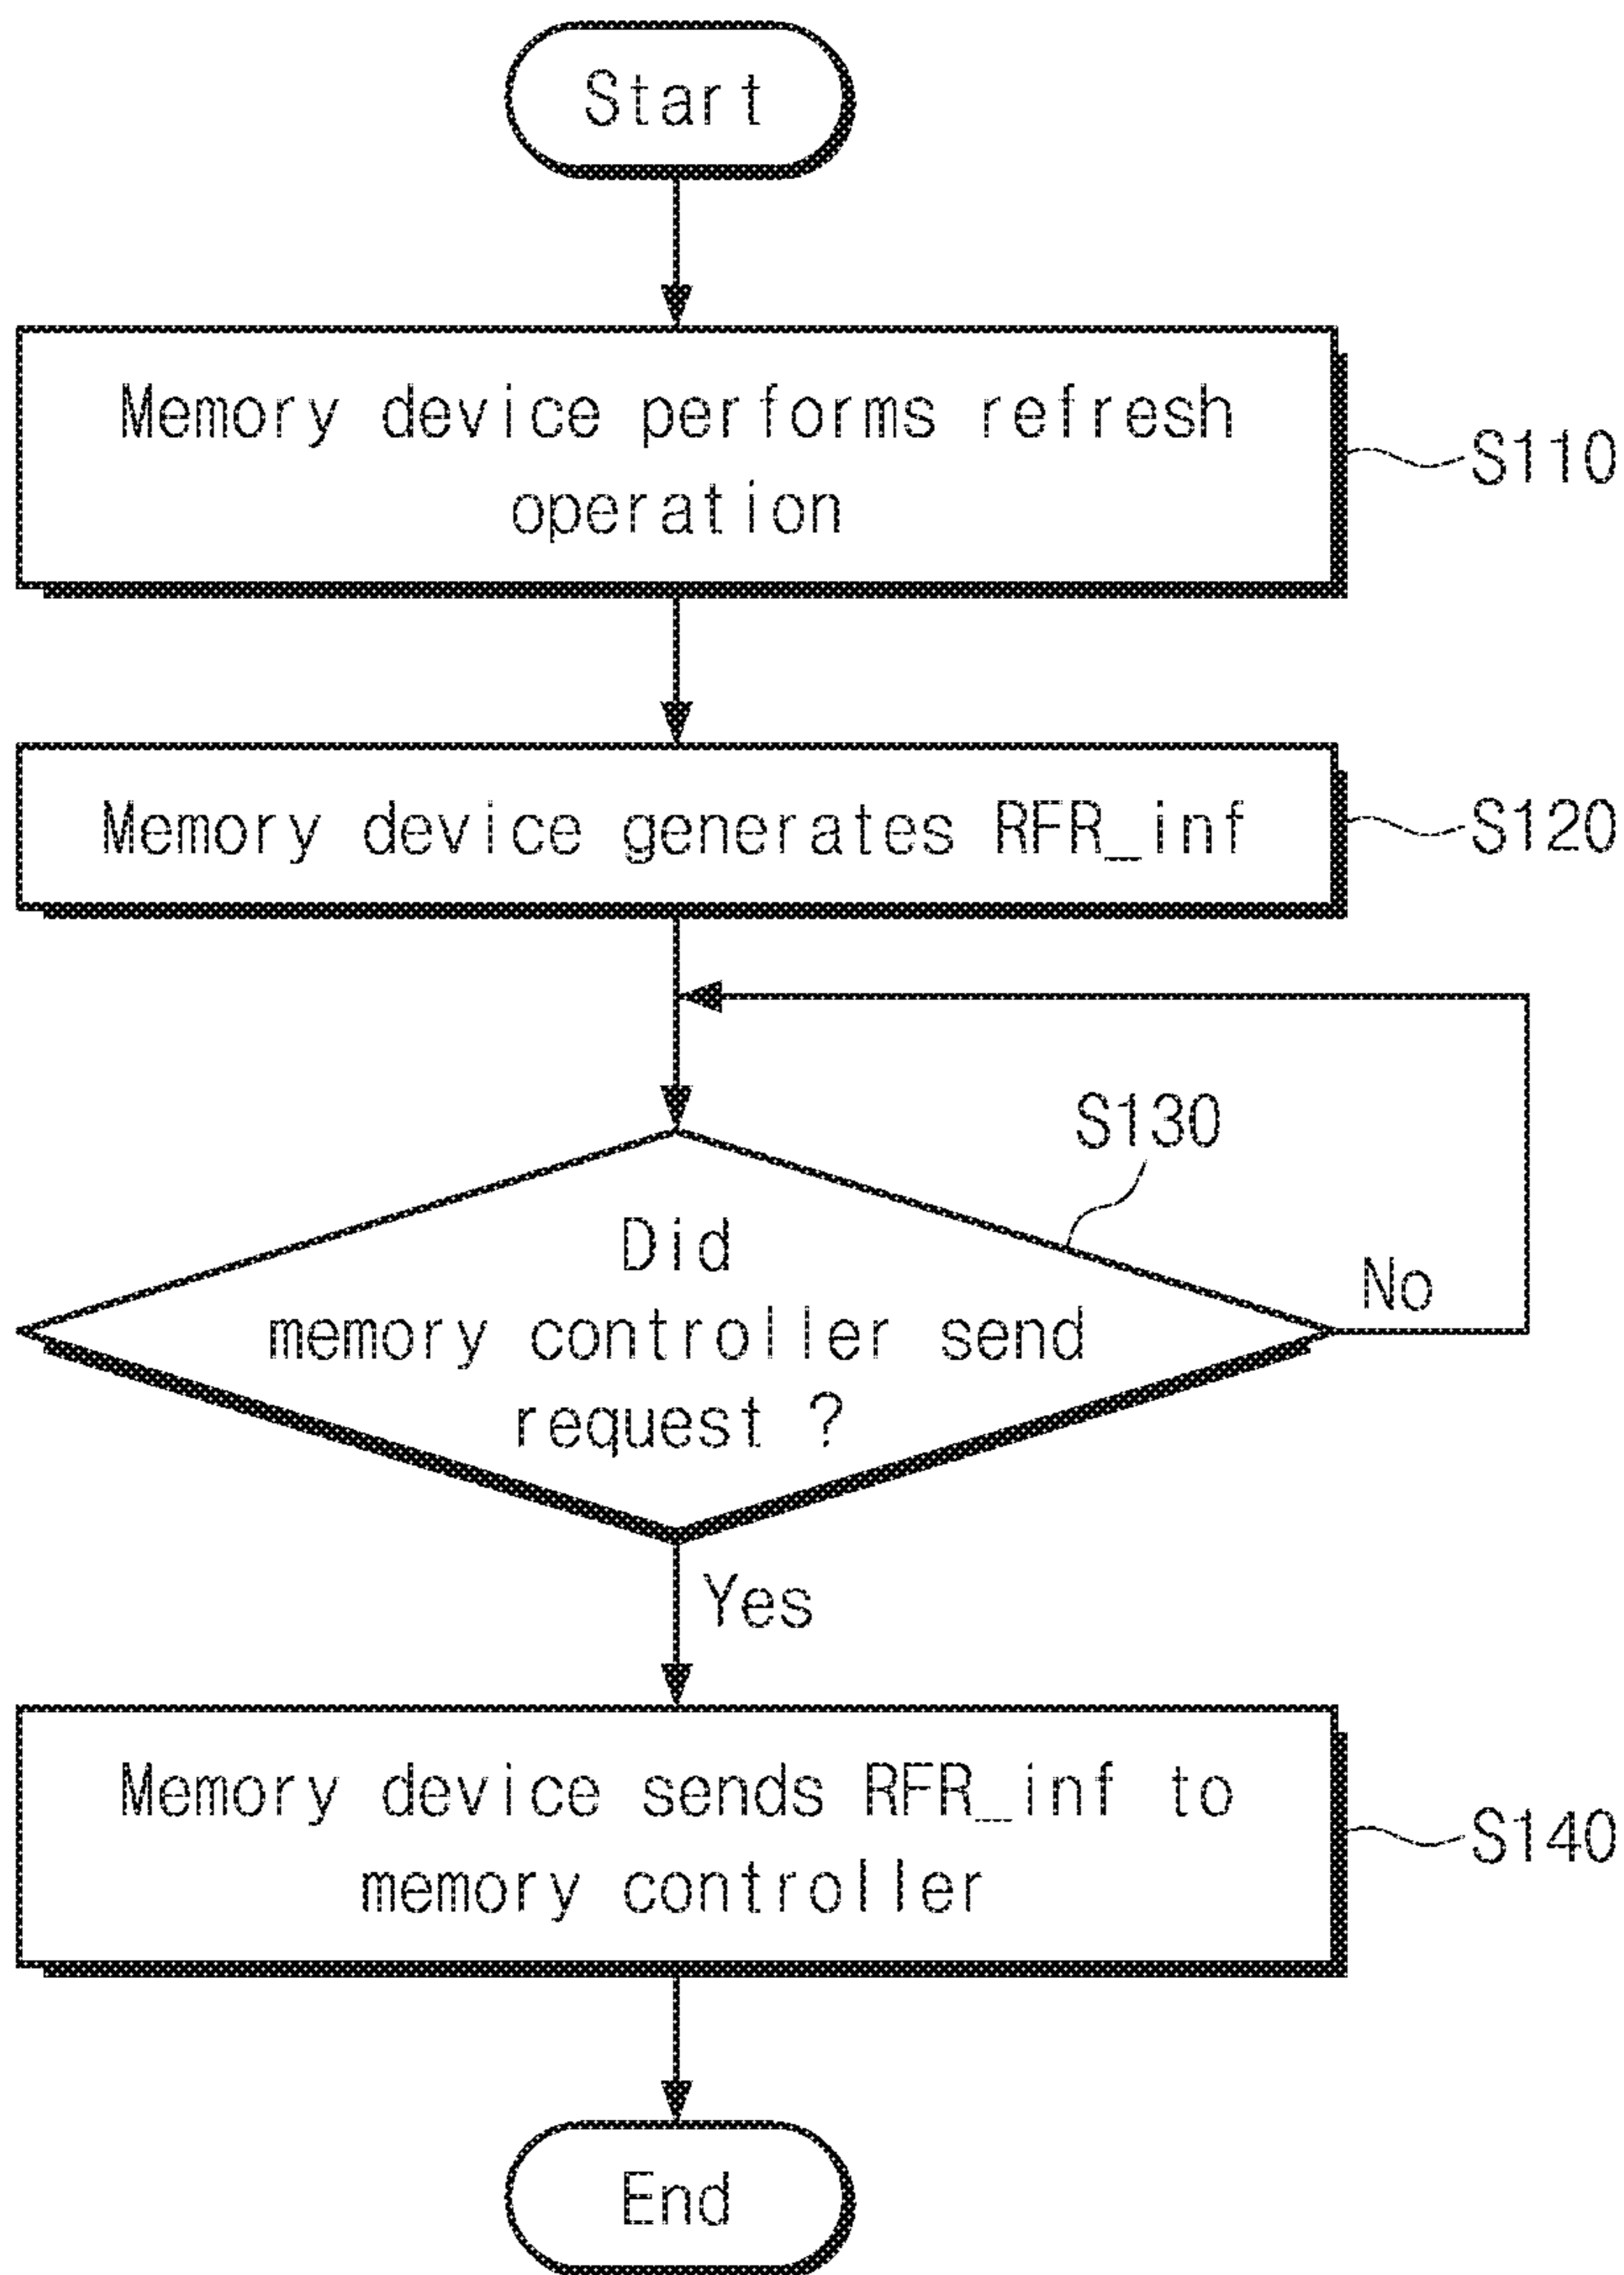 Start
Memory device performs refresh
operation
S110
Memory device generates RFR_inf
S120
S130
Did
memory controller send
request ?
No
Yes
Memory device sends RFR_inf to
memory controller
S140
End